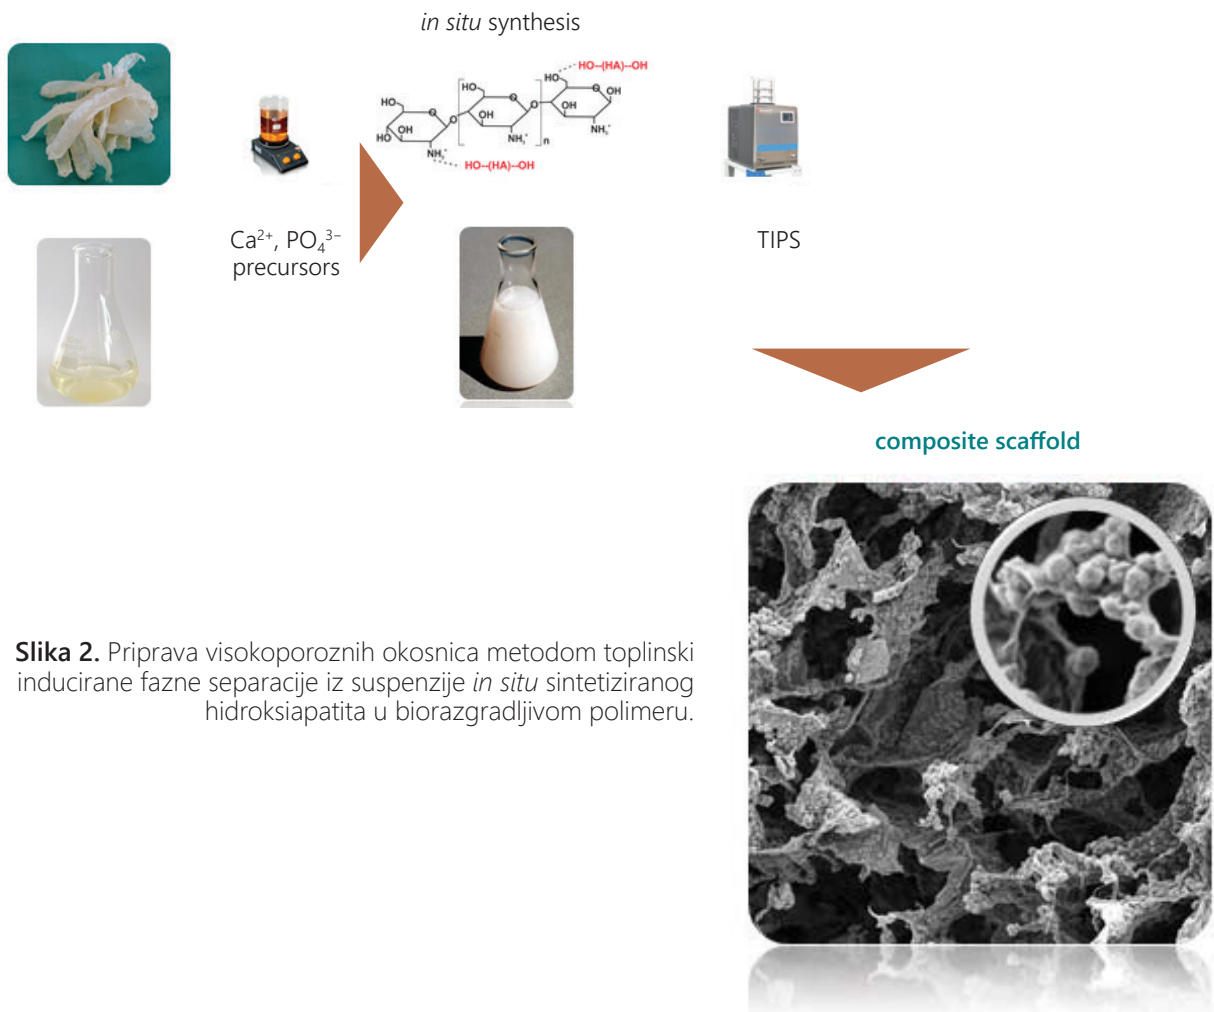 in situ synthesis
HO--(HA)--OH
HO
HO
OH
HO
O
O
OH
O
OH
HO
O
OH
O
OH
HO
NH₃⁺
NH₃⁺
NH₃⁺
n
HO--(HA)--OH
Ca²⁺, PO₄³⁻
precursors
TIPS
composite scaffold
Slika 2. Priprava visokoporoznih okosnica metodom toplinski
inducirane fazne separacije iz suspenzije in situ sintetiziranog
hidroksiapatita u biorazgradljivom polimeru.